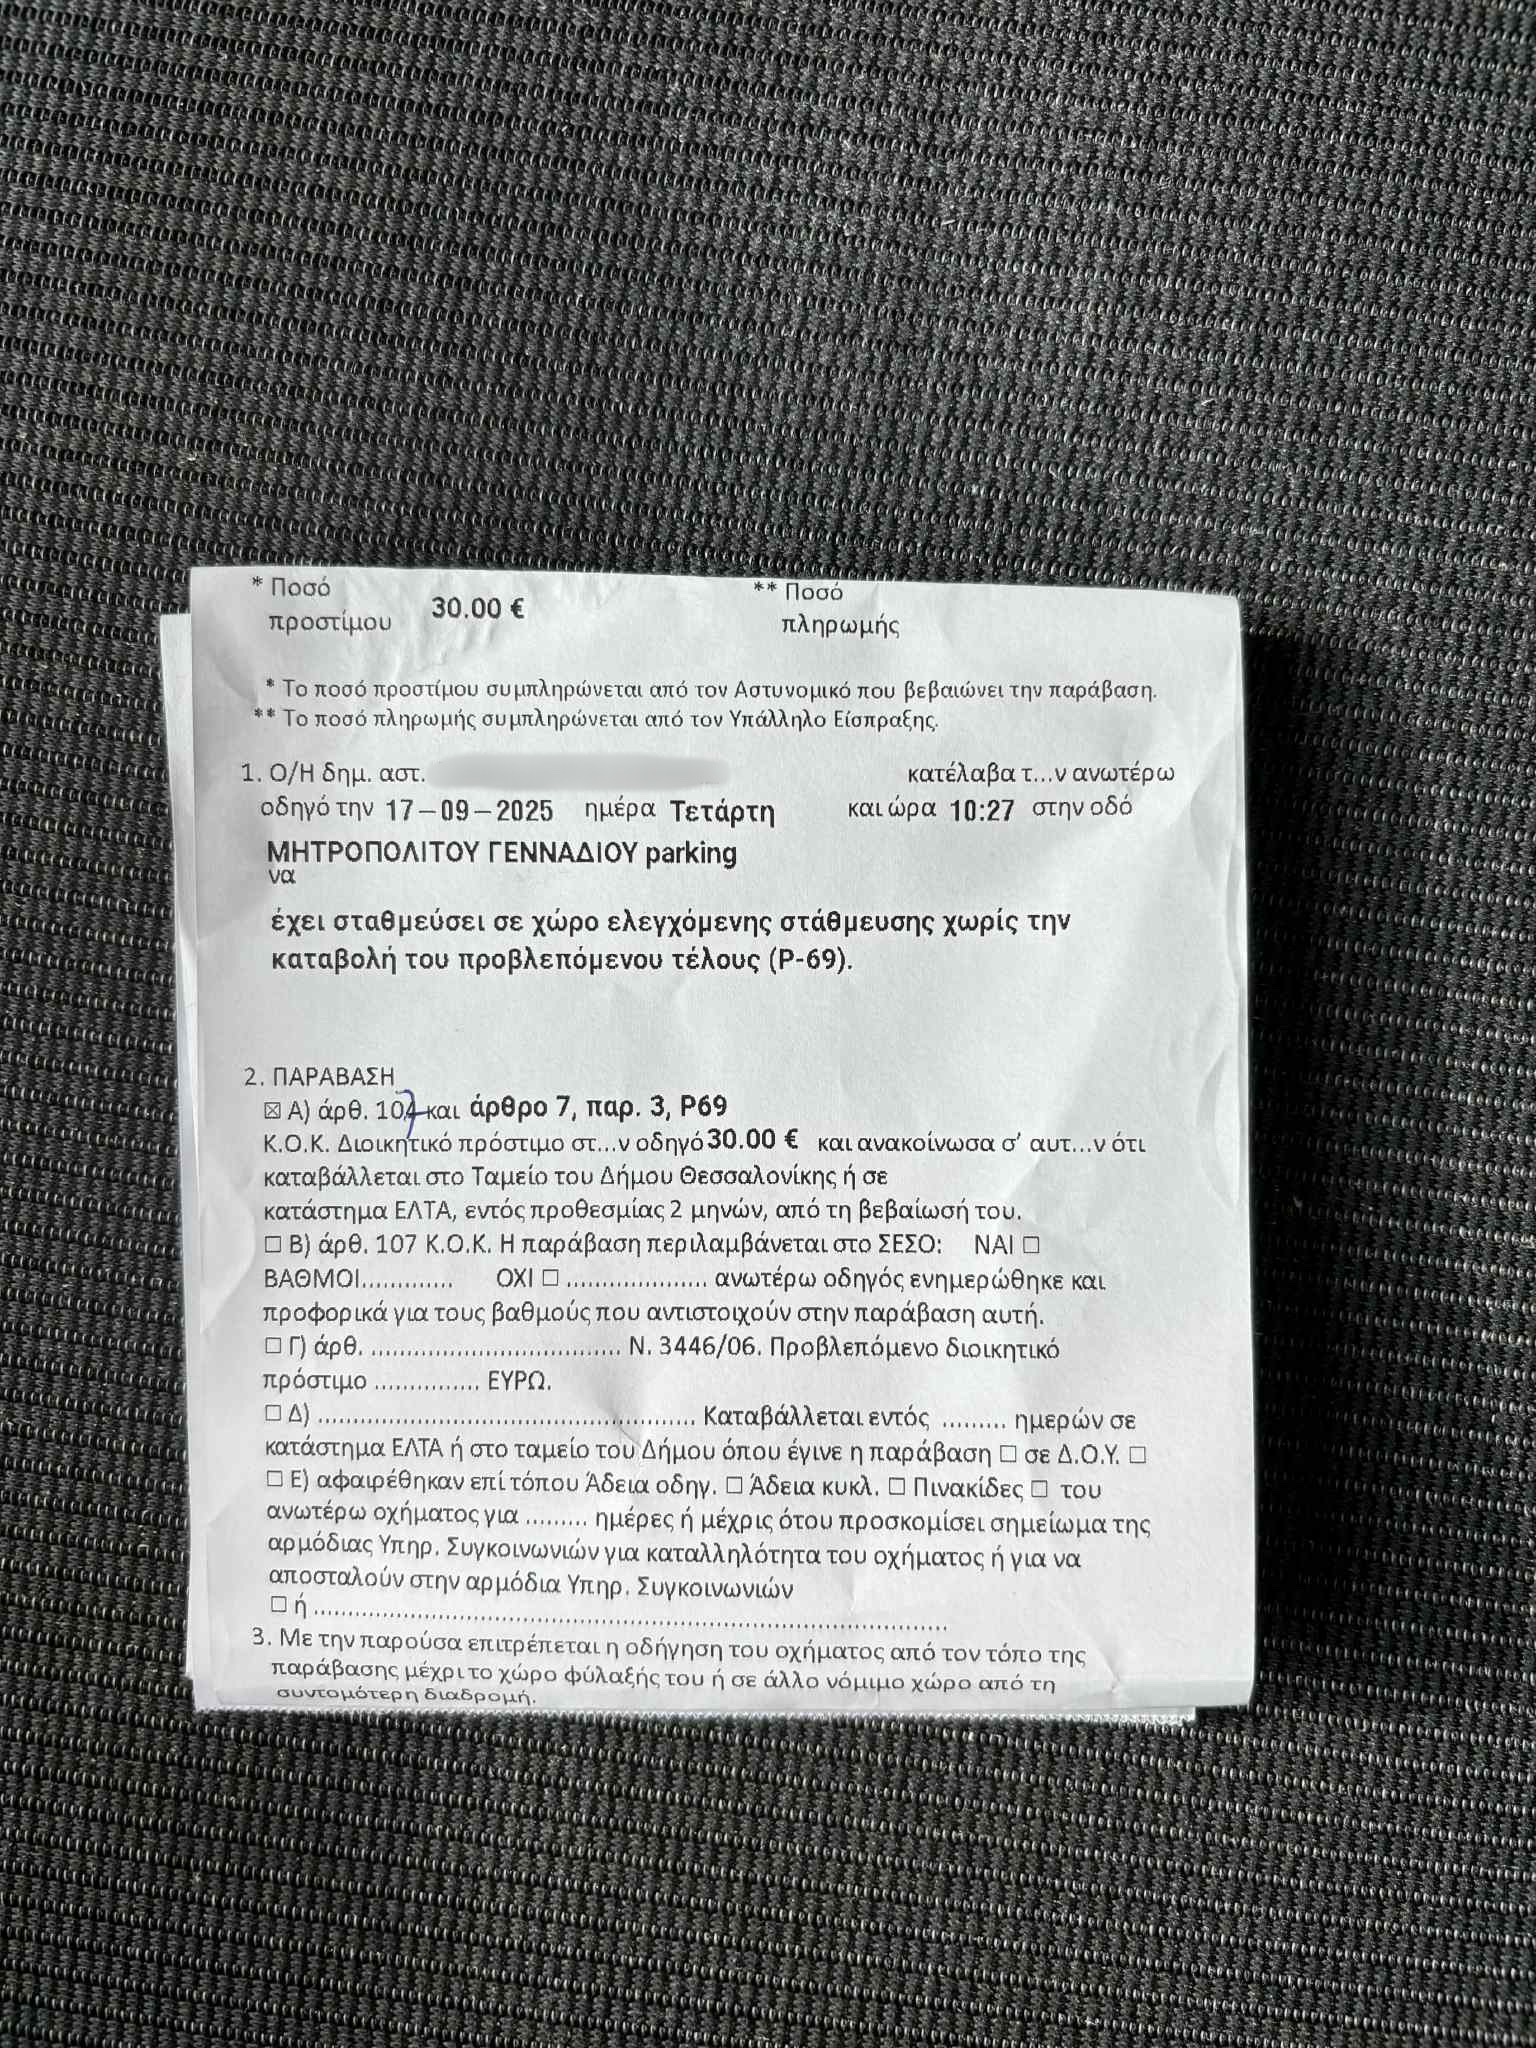 * Ποσό προστίμου 30.00 € ** Ποσό πληρωμής
* Το ποσό προστίμου συμπληρώνεται από τον Αστυνομικό που βεβαιώνει την παράβαση.
** Το ποσό πληρωμής συμπληρώνεται από τον Υπάλληλο Είσπραξης.
1. Ο/Η δημ. αστ. κατέλαβα τ...ν ανωτέρω
οδηγό την 17-09-2025 ημέρα Τετάρτη και ώρα 10:27 στην οδό
ΜΗΤΡΟΠΟΛΙΤΟΥ ΓΕΝΝΑΔΙΟΥ parking
να
έχει σταθμεύσει σε χώρο ελεγχόμενης στάθμευσης χωρίς την
καταβολή του προβλεπόμενου τέλους (Ρ-69).
2. ΠΑΡΑΒΑΣΗ
☒ Α) άρθ. 104 και άρθρο 7, παρ. 3, Ρ69
Κ.Ο.Κ. Διοικητικό πρόστιμο στ...ν οδηγό 30.00 € και ανακοίνωσα σ' αυτ...ν ότι
καταβάλλεται στο Ταμείο του Δήμου Θεσσαλονίκης ή σε
κατάστημα ΕΛΤΑ, εντός προθεσμίας 2 μηνών, από τη βεβαίωσή του.
☐ Β) άρθ. 107 Κ.Ο.Κ. Η παράβαση περιλαμβάνεται στο ΣΕΣΟ: ΝΑΙ ☐
ΒΑΘΜΟΙ............. ΟΧΙ ☐ .................... ανωτέρω οδηγός ενημερώθηκε και
προφορικά για τους βαθμούς που αντιστοιχούν στην παράβαση αυτή.
☐ Γ) άρθ. ................................... Ν. 3446/06. Προβλεπόμενο διοικητικό
πρόστιμο ............... ΕΥΡΩ.
☐ Δ) ..................................................... Καταβάλλεται εντός ......... ημερών σε
κατάστημα ΕΛΤΑ ή στο ταμείο του Δήμου όπου έγινε η παράβαση ☐ σε Δ.Ο.Υ. ☐
☐ Ε) αφαιρέθηκαν επί τόπου Άδεια οδηγ. ☐ Άδεια κυκλ. ☐ Πινακίδες ☐ του
ανωτέρω οχήματος για ......... ημέρες ή μέχρις ότου προσκομίσει σημείωμα της
αρμόδιας Υπηρ. Συγκοινωνιών για καταλληλότητα του οχήματος ή για να
αποσταλούν στην αρμόδια Υπηρ. Συγκοινωνιών
☐ ή ..........................................................................................
3. Με την παρούσα επιτρέπεται η οδήγηση του οχήματος από τον τόπο της
παράβασης μέχρι το χώρο φύλαξής του ή σε άλλο νόμιμο χώρο από τη
συντομότερη διαδρομή.